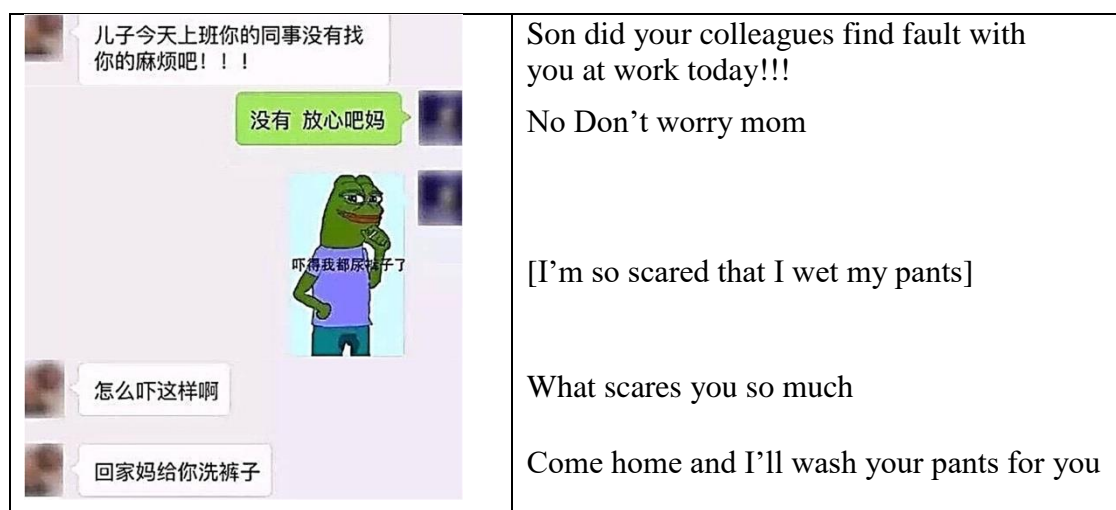 儿子今天上班你的同事没有找
你的麻烦吧！！！
Son did your colleagues find fault with
you at work today!!!
没有 放心吧妈
No Don’t worry mom
吓得我都尿裤子了
[I’m so scared that I wet my pants]
怎么吓这样啊
What scares you so much
回家妈给你洗裤子
Come home and I’ll wash your pants for you